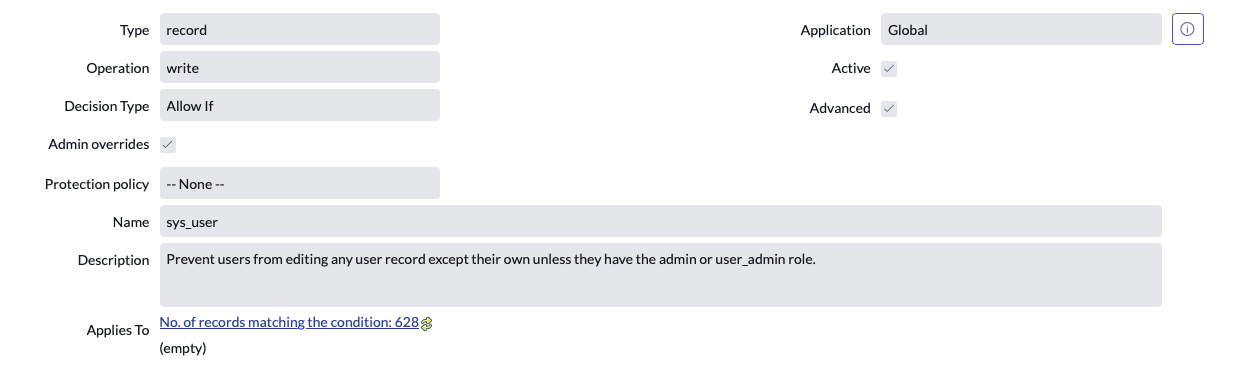 Type record Application Global
Operation write Active
Decision Type Allow If Advanced
Admin overrides
Protection policy -- None --
Name sys_user
Description Prevent users from editing any user record except their own unless they have the admin or user_admin role.
Applies To No. of records matching the condition: 628
(empty)